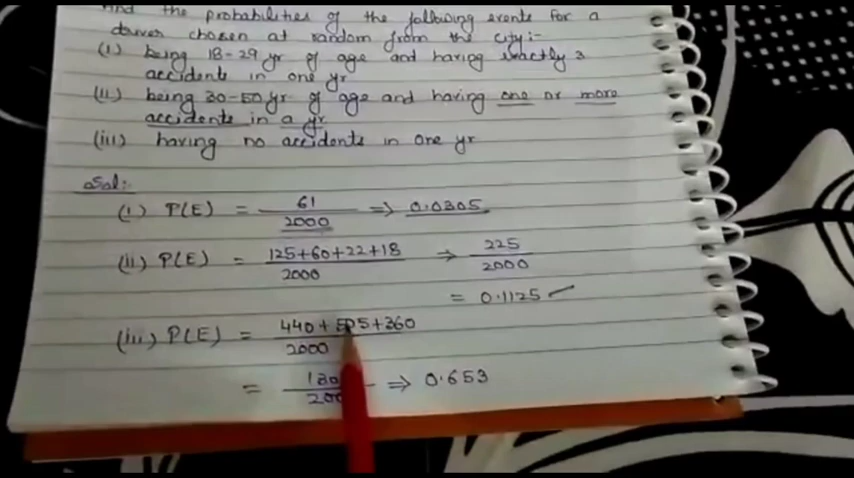 the probabilities of the following events for a
driver chosen at random from the city:-
(i) being 18-29 yr of age and having exactly 3
accidents in one yr
(ii) being 30-50 yr of age and having one or more
accidents in a yr
(iii) having no accidents in one yr
Sol:
(i) P(E) = 61/2000 => 0.0305
(ii) P(E) = 125+60+22+18/2000 → 225/2000
= 0.1125
(iii) P(E) = 440+505+360/2000
= => 0.653